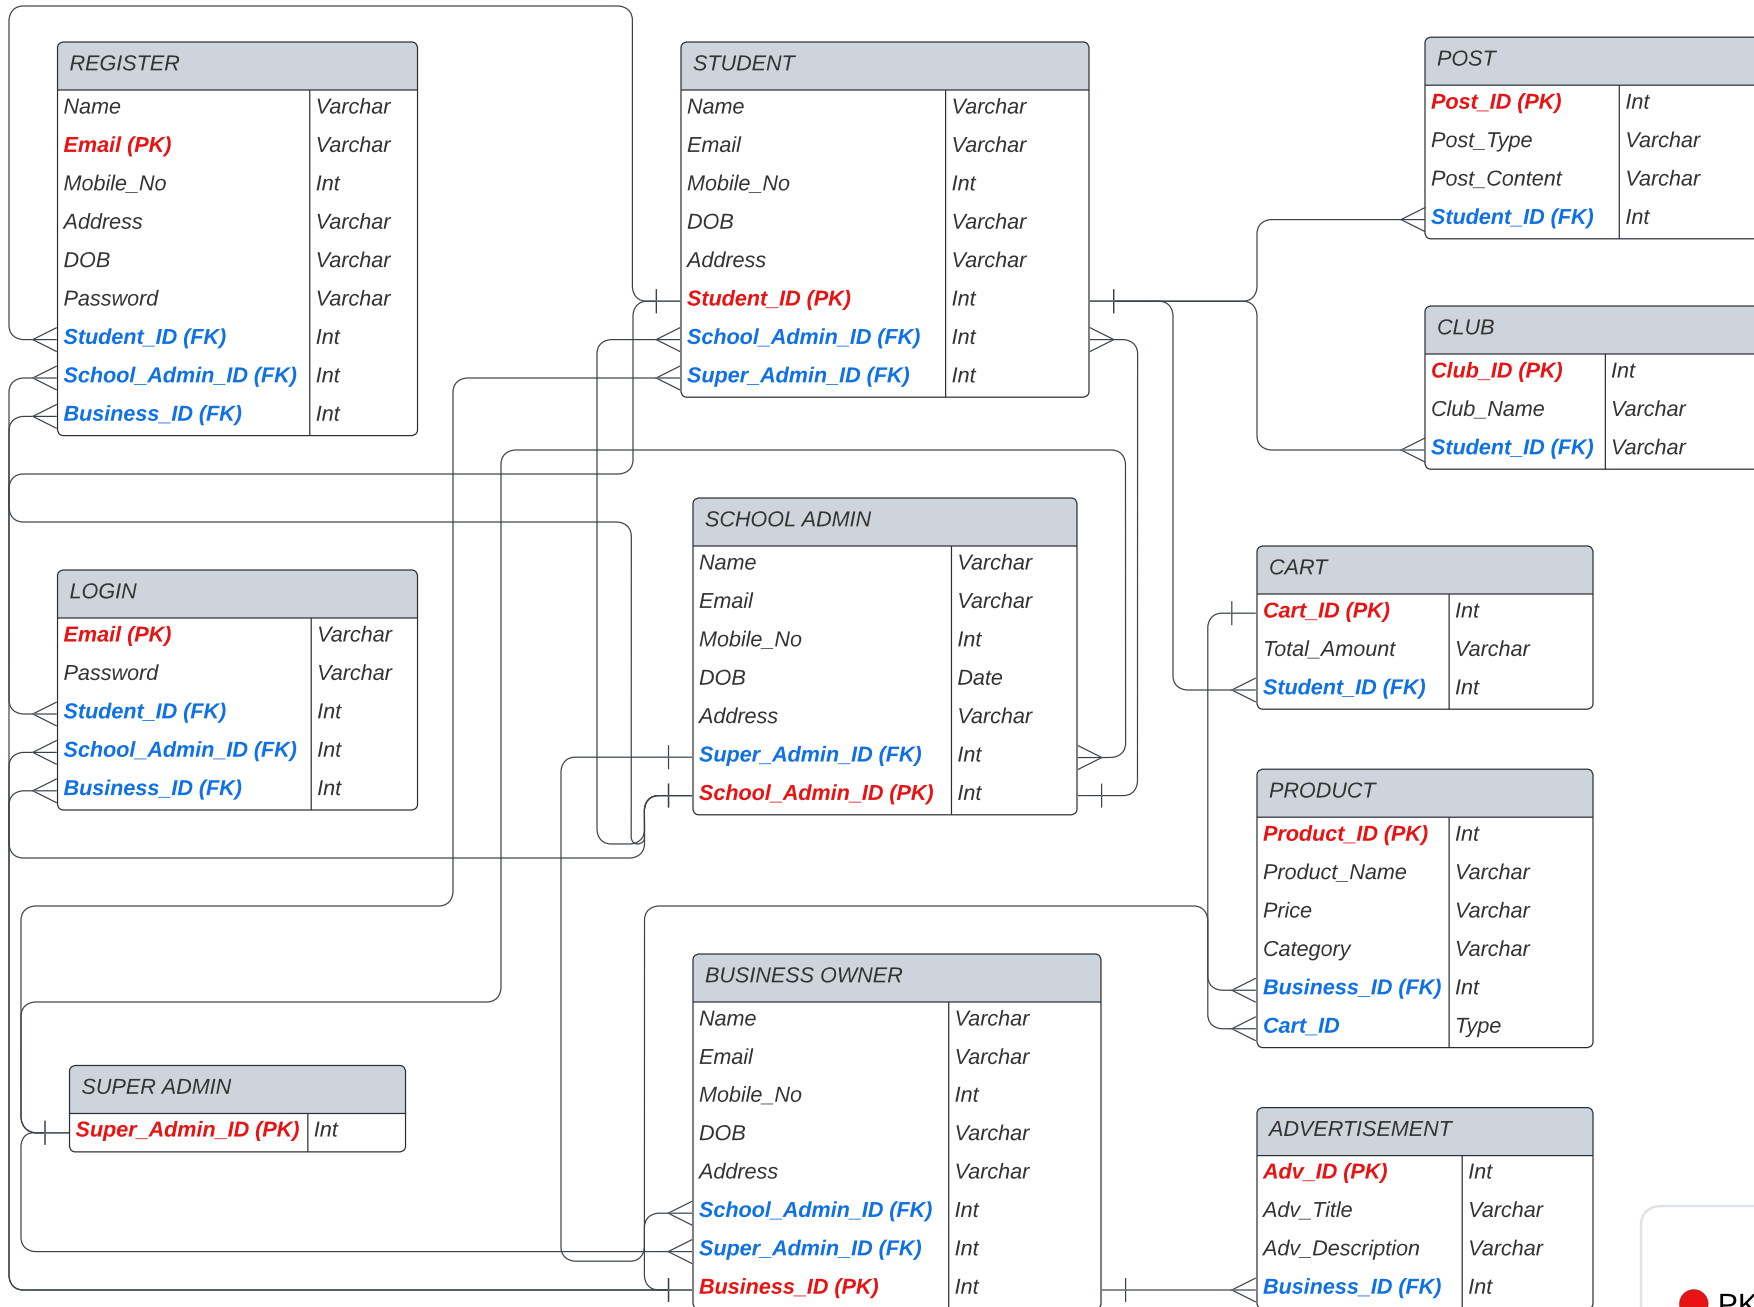 REGISTER
Name Varchar
Email (PK) Varchar
Mobile_No Int
Address Varchar
DOB Varchar
Password Varchar
Student_ID (FK) Int
School_Admin_ID (FK) Int
Business_ID (FK) Int
STUDENT
Name Varchar
Email Varchar
Mobile_No Int
DOB Varchar
Address Varchar
Student_ID (PK) Int
School_Admin_ID (FK) Int
Super_Admin_ID (FK) Int
POST
Post_ID (PK) Int
Post_Type Varchar
Post_Content Varchar
Student_ID (FK) Int
CLUB
Club_ID (PK) Int
Club_Name Varchar
Student_ID (FK) Varchar
LOGIN
Email (PK) Varchar
Password Varchar
Student_ID (FK) Int
School_Admin_ID (FK) Int
Business_ID (FK) Int
SCHOOL ADMIN
Name Varchar
Email Varchar
Mobile_No Int
DOB Date
Address Varchar
Super_Admin_ID (FK) Int
School_Admin_ID (PK) Int
CART
Cart_ID (PK) Int
Total_Amount Varchar
Student_ID (FK) Int
PRODUCT
Product_ID (PK) Int
Product_Name Varchar
Price Varchar
Category Varchar
Business_ID (FK) Int
Cart_ID Type
SUPER ADMIN
Super_Admin_ID (PK) Int
BUSINESS OWNER
Name Varchar
Email Varchar
Mobile_No Int
DOB Varchar
Address Varchar
School_Admin_ID (FK) Int
Super_Admin_ID (FK) Int
Business_ID (PK) Int
ADVERTISEMENT
Adv_ID (PK) Int
Adv_Title Varchar
Adv_Description Varchar
Business_ID (FK) Int
PK